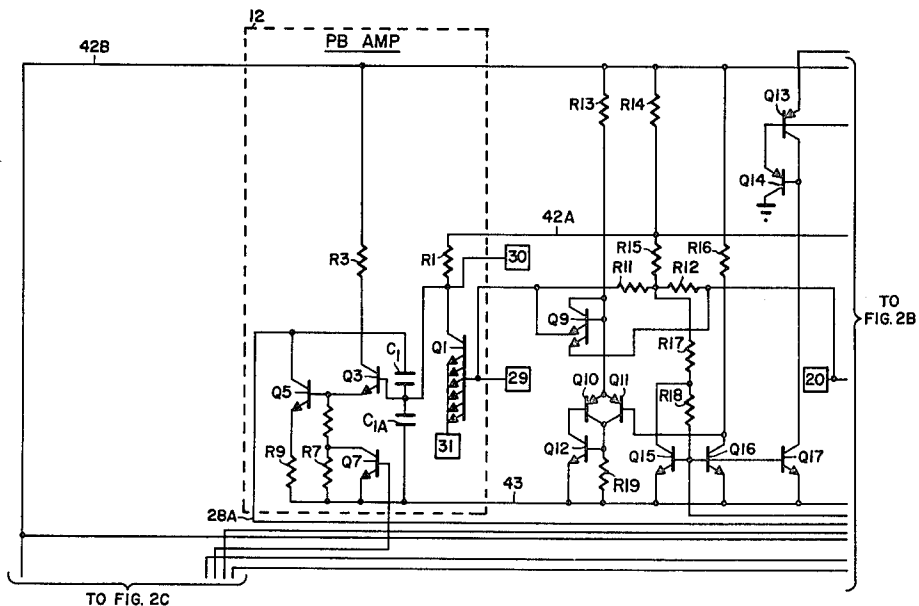 12
42B
PB AMP
R13
R14
Q13
Q14
42A
R3
R1
30
R15
R16
R11
R12
TO
FIG. 2B
Q9
C1
Q1
Q3
Q5
29
R17
20
Q10
Q11
R18
C1A
31
Q12
Q15
Q16
Q17
R9
R7
Q7
R19
43
28A
TO FIG. 2C